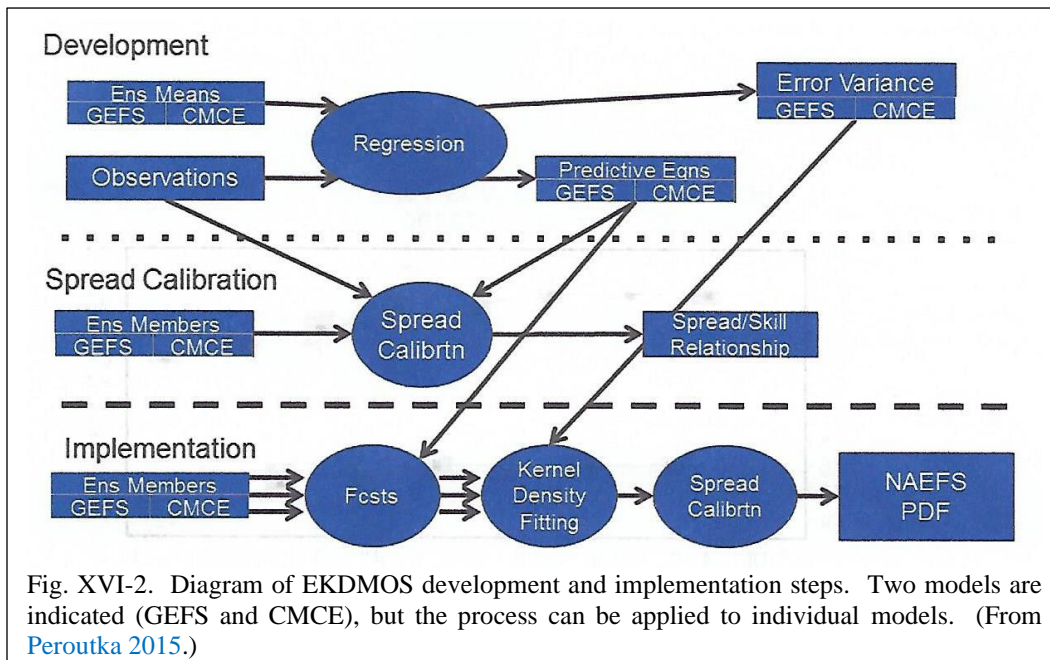 Development
Ens Means
GEFS CMCE
Observations
Regression
Error Variance
GEFS CMCE
Predictive Eqns
GEFS CMCE
Spread Calibration
Ens Members
GEFS CMCE
Spread
Calibrtn
Spread/Skill
Relationship
Implementation
Ens Members
GEFS CMCE
Fcsts
Kernel
Density
Fitting
Spread
Calibrtn
NAEFS
PDF
Fig. XVI-2. Diagram of EKDMOS development and implementation steps. Two models are
indicated (GEFS and CMCE), but the process can be applied to individual models. (From
Peroutka 2015.)